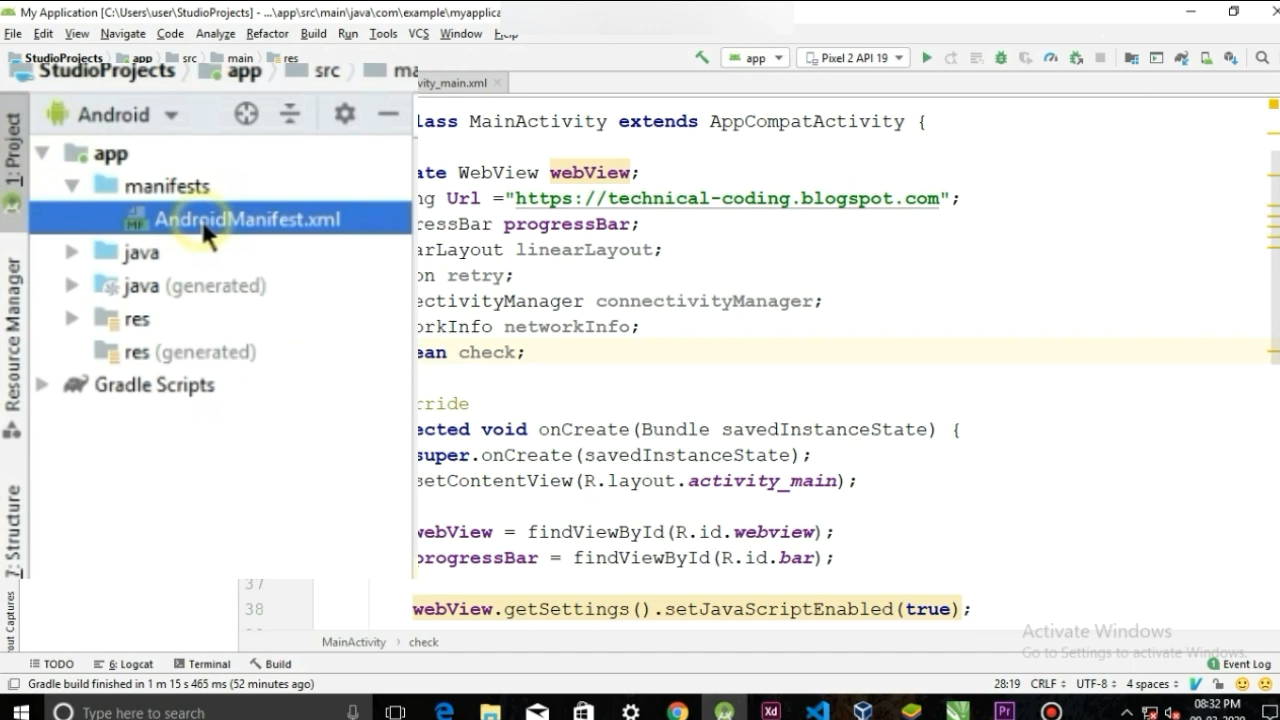 My Application [C:\Users\user\StudioProjects] - ...\app\src\main\java\com\example\myapplica
File Edit View Navigate Code Analyze Refactor Build Run Tools VCS Window Help
StudioProjects app src main res
app Pixel 2 API 19
StudioProjects app src ma
vity_main.xml
Android
app
manifests
AndroidManifest.xml
java
java (generated)
res
res (generated)
Gradle Scripts
1: Project
Resource Manager
7: Structure
out Captures
lass MainActivity extends AppCompatActivity {
ate WebView webView;
ng Url ="https://technical-coding.blogspot.com";
ressBar progressBar;
arLayout linearLayout;
on retry;
ectivityManager connectivityManager;
orkInfo networkInfo;
ean check;
rride
ected void onCreate(Bundle savedInstanceState) {
super.onCreate(savedInstanceState);
setContentView(R.layout.activity_main);
webView = findViewById(R.id.webview);
progressBar = findViewById(R.id.bar);
37
38 webView.getSettings().setJavaScriptEnabled(true);
MainActivity › check
Activate Windows
Go to Settings to activate Windows.
TODO 6: Logcat Terminal Build Event Log
Gradle build finished in 1 m 15 s 465 ms (52 minutes ago) 28:19 CRLF UTF-8 4 spaces
Type here to search
08:32 PM